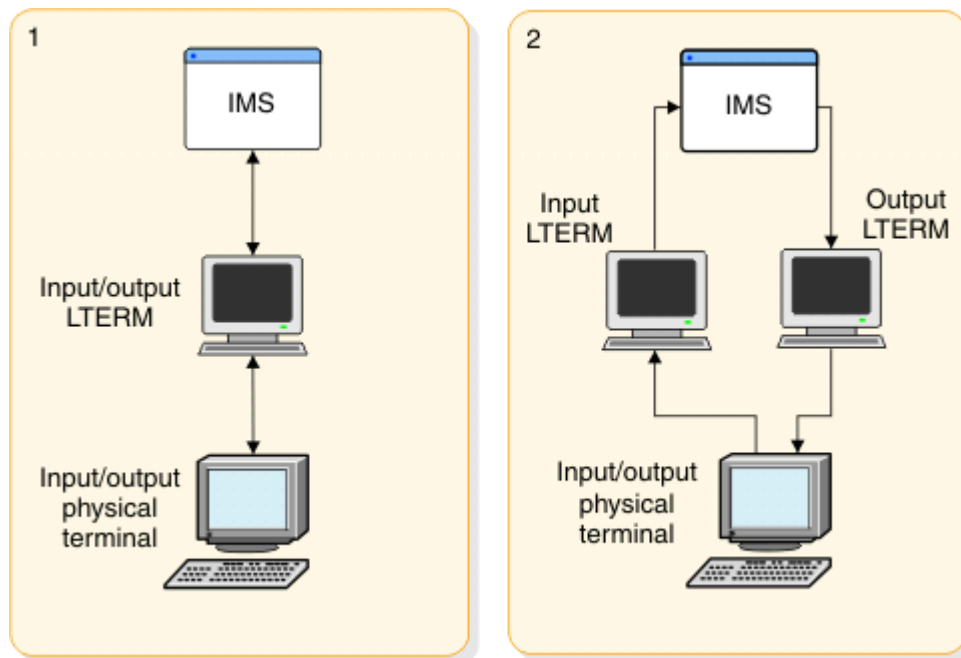 1
IMS
Input/output
LTERM
Input/output
physical
terminal
2
IMS
Input
LTERM
Output
LTERM
Input/output
physical
terminal